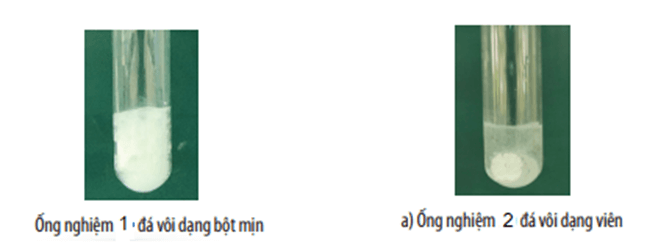 Ống nghiệm 1, đá vôi dạng bột mịn
a) Ống nghiệm 2 đá vôi dạng viên